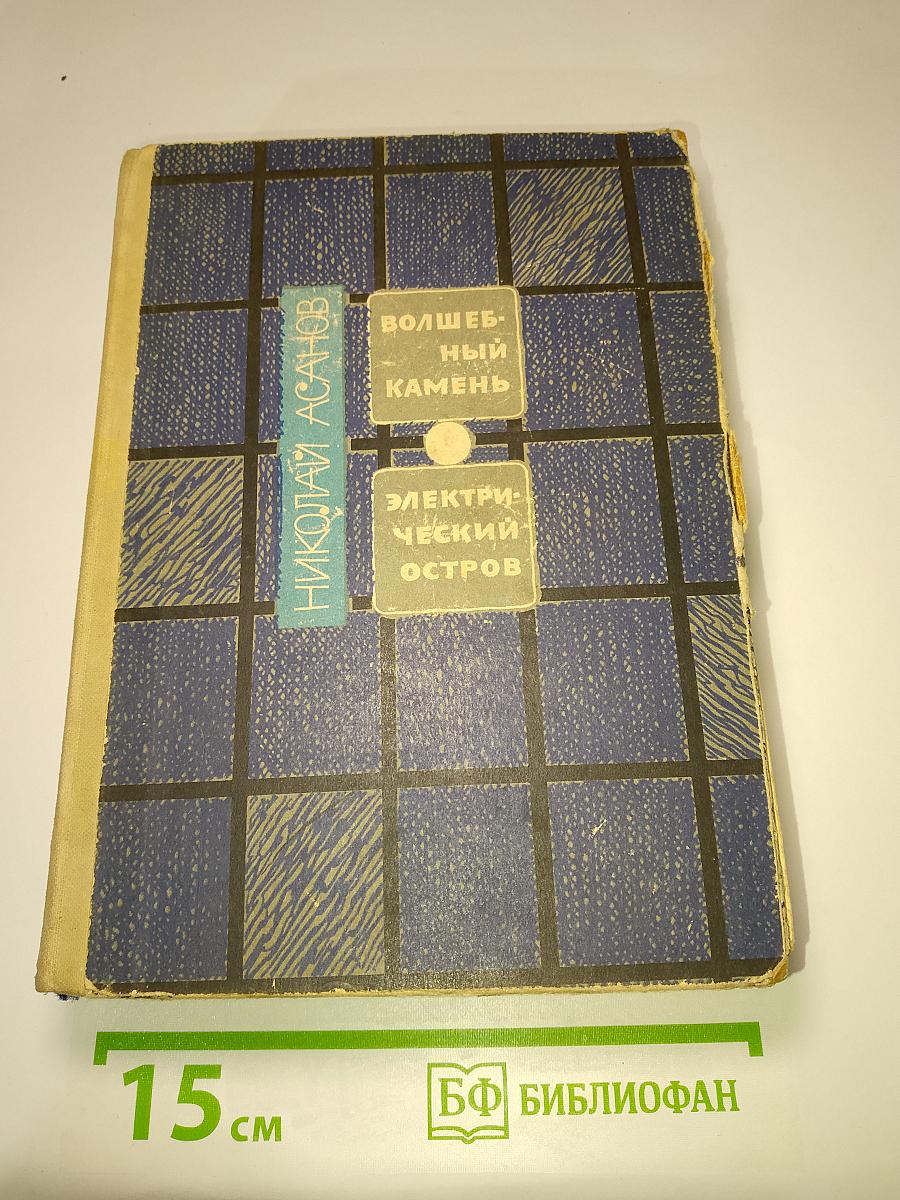 НИКОЛАЙ АСАНОВ
ВОЛШЕБ-
НЫЙ
КАМЕНЬ
ЭЛЕКТРИ-
ЧЕСКИЙ
ОСТРОВ
15 см
БФ БИБЛИОФАН